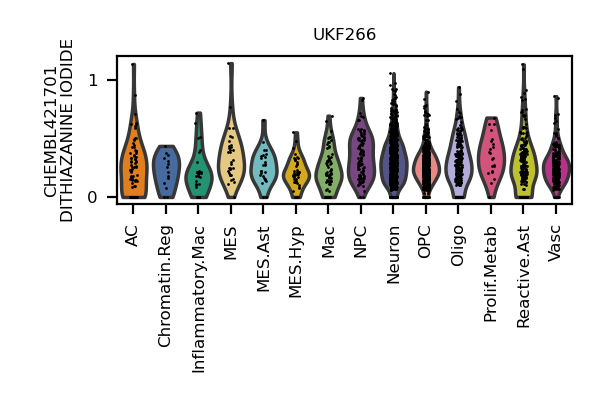 UKF266
CHEMBL421701
DITHIAZANINE IODIDE
1
0
AC
Chromatin.Reg
Inflammatory.Mac
MES
MES.Ast
MES.Hyp
Mac
NPC
Neuron
OPC
Oligo
Prolif.Metab
Reactive.Ast
Vasc